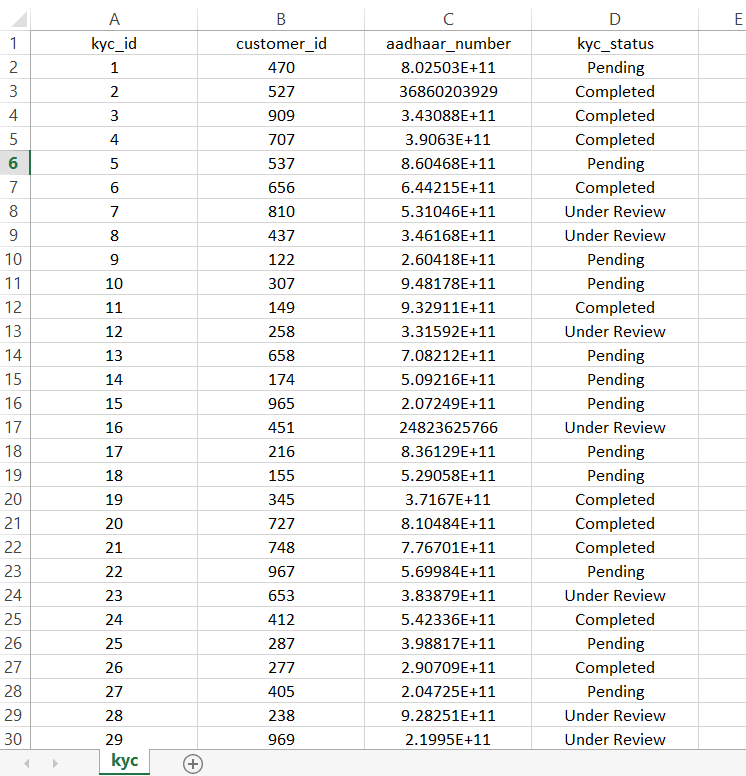 A B C D E
1 kyc_id customer_id aadhaar_number kyc_status
2 1 470 8.02503E+11 Pending
3 2 527 36860203929 Completed
4 3 909 3.43088E+11 Completed
5 4 707 3.9063E+11 Completed
6 5 537 8.60468E+11 Pending
7 6 656 6.44215E+11 Completed
8 7 810 5.31046E+11 Under Review
9 8 437 3.46168E+11 Under Review
10 9 122 2.60418E+11 Pending
11 10 307 9.48178E+11 Pending
12 11 149 9.32911E+11 Completed
13 12 258 3.31592E+11 Under Review
14 13 658 7.08212E+11 Pending
15 14 174 5.09216E+11 Pending
16 15 965 2.07249E+11 Pending
17 16 451 24823625766 Under Review
18 17 216 8.36129E+11 Pending
19 18 155 5.29058E+11 Pending
20 19 345 3.7167E+11 Completed
21 20 727 8.10484E+11 Completed
22 21 748 7.76701E+11 Completed
23 22 967 5.69984E+11 Pending
24 23 653 3.83879E+11 Under Review
25 24 412 5.42336E+11 Completed
26 25 287 3.98817E+11 Pending
27 26 277 2.90709E+11 Completed
28 27 405 2.04725E+11 Pending
29 28 238 9.28251E+11 Under Review
30 29 969 2.1995E+11 Under Review
kyc